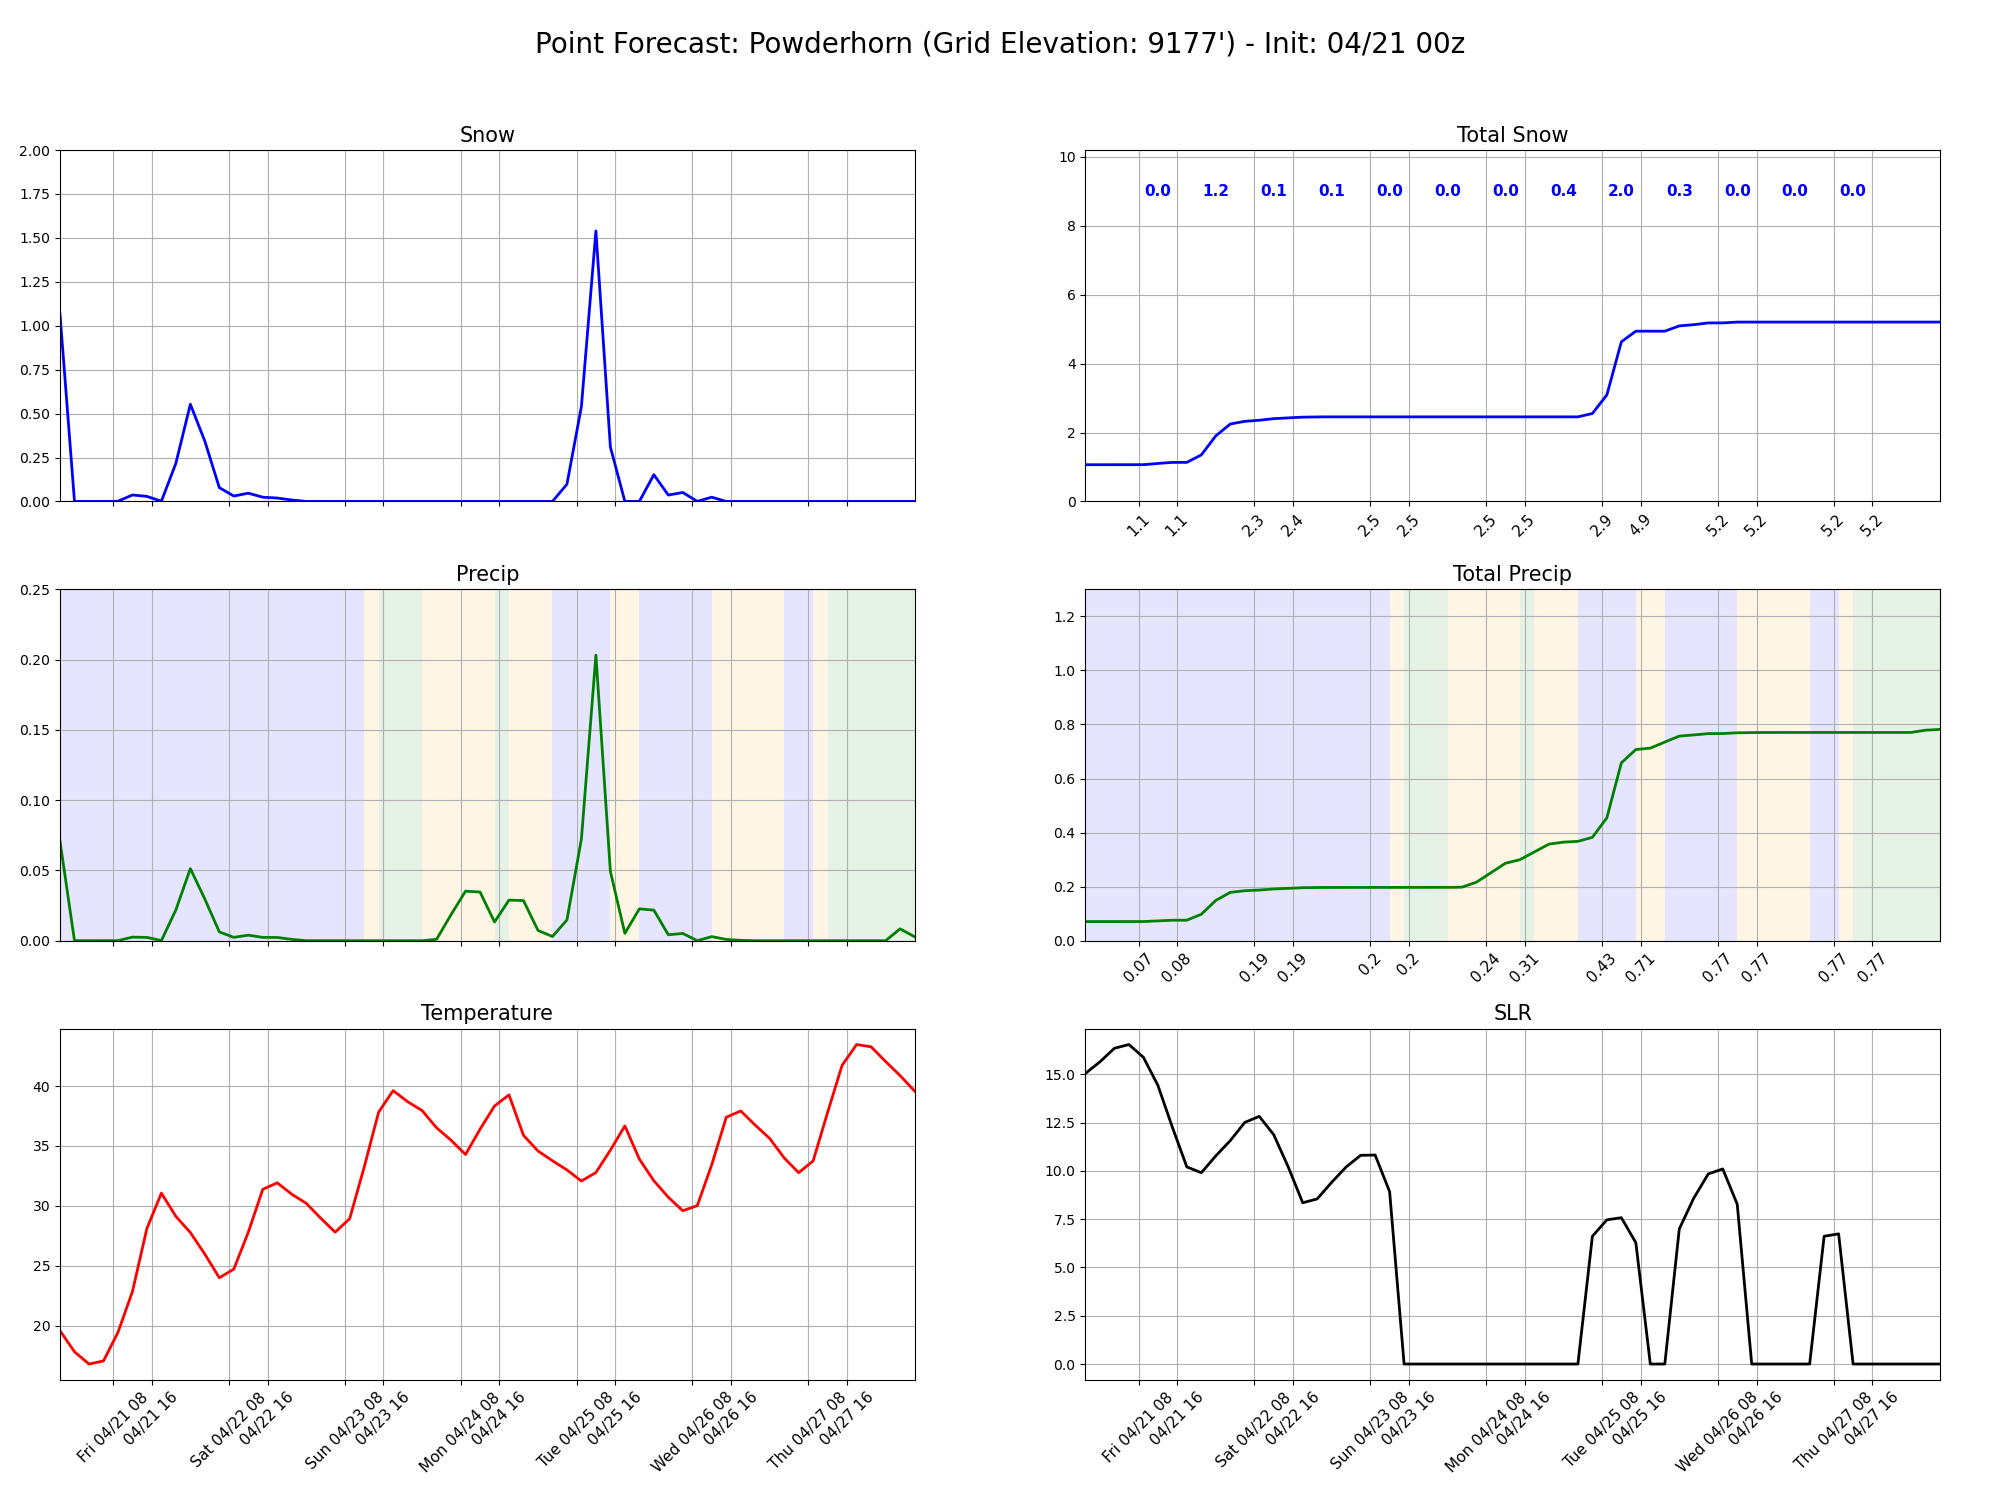 Point Forecast: Powderhorn (Grid Elevation: 9177') - Init: 04/21 00z
Snow
2.00
1.75
1.50
1.25
1.00
0.75
0.50
0.25
0.00
Total Snow
10
8
6
4
2
0
0.0 1.2 0.1 0.1 0.0 0.0 0.0 0.4 2.0 0.3 0.0 0.0 0.0
1.1 1.1 2.3 2.4 2.5 2.5 2.5 2.5 2.9 4.9 5.2 5.2 5.2 5.2
Precip
0.25
0.20
0.15
0.10
0.05
0.00
Total Precip
1.2
1.0
0.8
0.6
0.4
0.2
0.0
0.07 0.08 0.19 0.19 0.2 0.2 0.24 0.31 0.43 0.71 0.77 0.77 0.77 0.77
Temperature
40
35
30
25
20
Fri 04/21 08
04/21 16
Sat 04/22 08
04/22 16
Sun 04/23 08
04/23 16
Mon 04/24 08
04/24 16
Tue 04/25 08
04/25 16
Wed 04/26 08
04/26 16
Thu 04/27 08
04/27 16
SLR
15.0
12.5
10.0
7.5
5.0
2.5
0.0
Fri 04/21 08
04/21 16
Sat 04/22 08
04/22 16
Sun 04/23 08
04/23 16
Mon 04/24 08
04/24 16
Tue 04/25 08
04/25 16
Wed 04/26 08
04/26 16
Thu 04/27 08
04/27 16